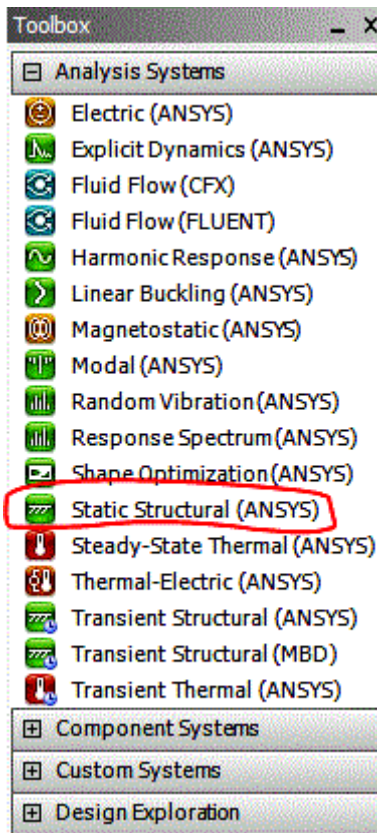 Toolbox
Analysis Systems
Electric (ANSYS)
Explicit Dynamics (ANSYS)
Fluid Flow (CFX)
Fluid Flow (FLUENT)
Harmonic Response (ANSYS)
Linear Buckling (ANSYS)
Magnetostatic (ANSYS)
Modal (ANSYS)
Random Vibration (ANSYS)
Response Spectrum (ANSYS)
Shape Optimization (ANSYS)
Static Structural (ANSYS)
Steady-State Thermal (ANSYS)
Thermal-Electric (ANSYS)
Transient Structural (ANSYS)
Transient Structural (MBD)
Transient Thermal (ANSYS)
Component Systems
Custom Systems
Design Exploration